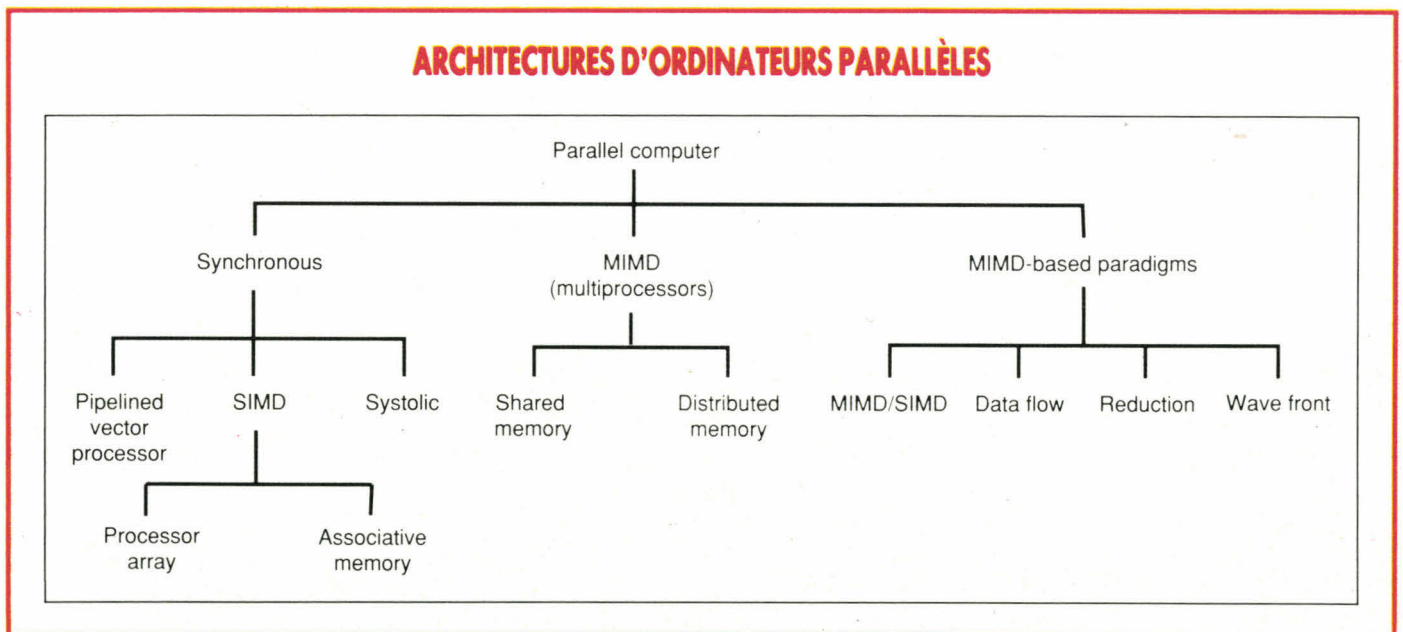 ARCHITECTURES D'ORDINATEURS PARALLÈLES
Parallel computer
Synchronous
MIMD
(multiprocessors)
MIMD-based paradigms
Pipelined
vector
processor
SIMD
Systolic
Shared
memory
Distributed
memory
MIMD/SIMD
Data flow
Reduction
Wave front
Processor
array
Associative
memory